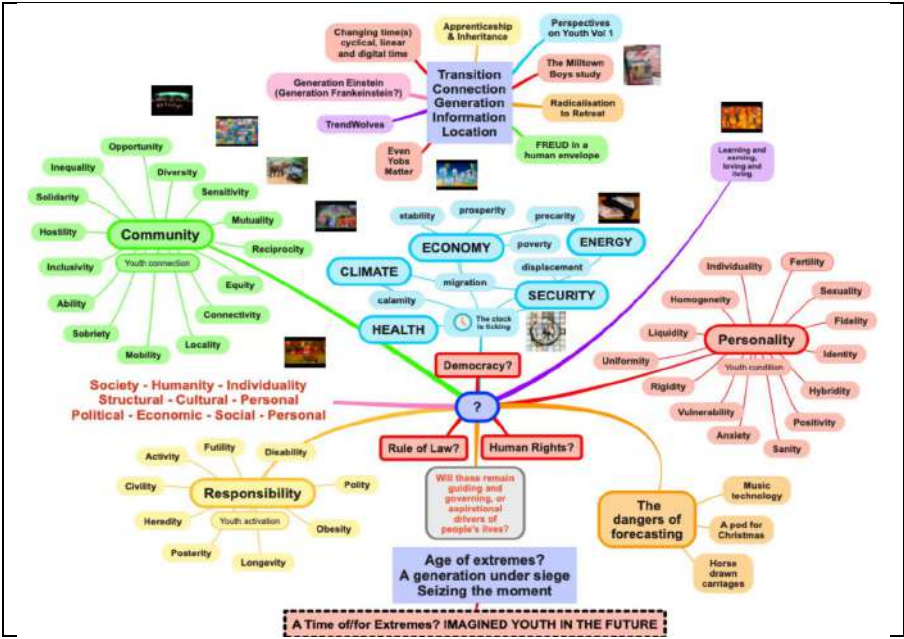 Changing time(s)
cyclical, linear
and digital time
Apprenticeship
& Inheritance
Perspectives
on Youth Vol 1
Generation Einstein
(Generation Frankeinstein?)
Transition
Connection
Generation
Information
Location
The Milltown
Boys study
TrendWolves
Radicalisation
to Retreat
Even
Yobs
Matter
FREUD in a
human envelope
Learning and
earning,
loving and
living
Opportunity
Inequality
Diversity
Solidarity
Sensitivity
Hostility
Community
Mutuality
Youth connection
Reciprocity
Inclusivity
Equity
Ability
Connectivity
Sobriety
Locality
Mobility
stability
prosperity
precarity
ECONOMY
poverty
ENERGY
CLIMATE
displacement
migration
calamity
SECURITY
HEALTH
The clock
is ticking
Individuality
Fertility
Homogeneity
Sexuality
Liquidity
Fidelity
Personality
Uniformity
Identity
Youth condition
Rigidity
Hybridity
Vulnerability
Positivity
Anxiety
Sanity
Democracy?
?
Society - Humanity - Individuality
Structural - Cultural - Personal
Political - Economic - Social - Personal
Rule of Law?
Human Rights?
Will these remain
guiding and
governing, or
aspirational
drivers of
people's lives?
Activity
Futility
Disability
Civility
Responsibility
Polity
Heredity
Youth activation
Obesity
Posterity
Longevity
The
dangers of
forecasting
Music
technology
A pod for
Christmas
Horse
drawn
carriages
Age of extremes?
A generation under siege
Seizing the moment
A Time of/for Extremes? IMAGINED YOUTH IN THE FUTURE